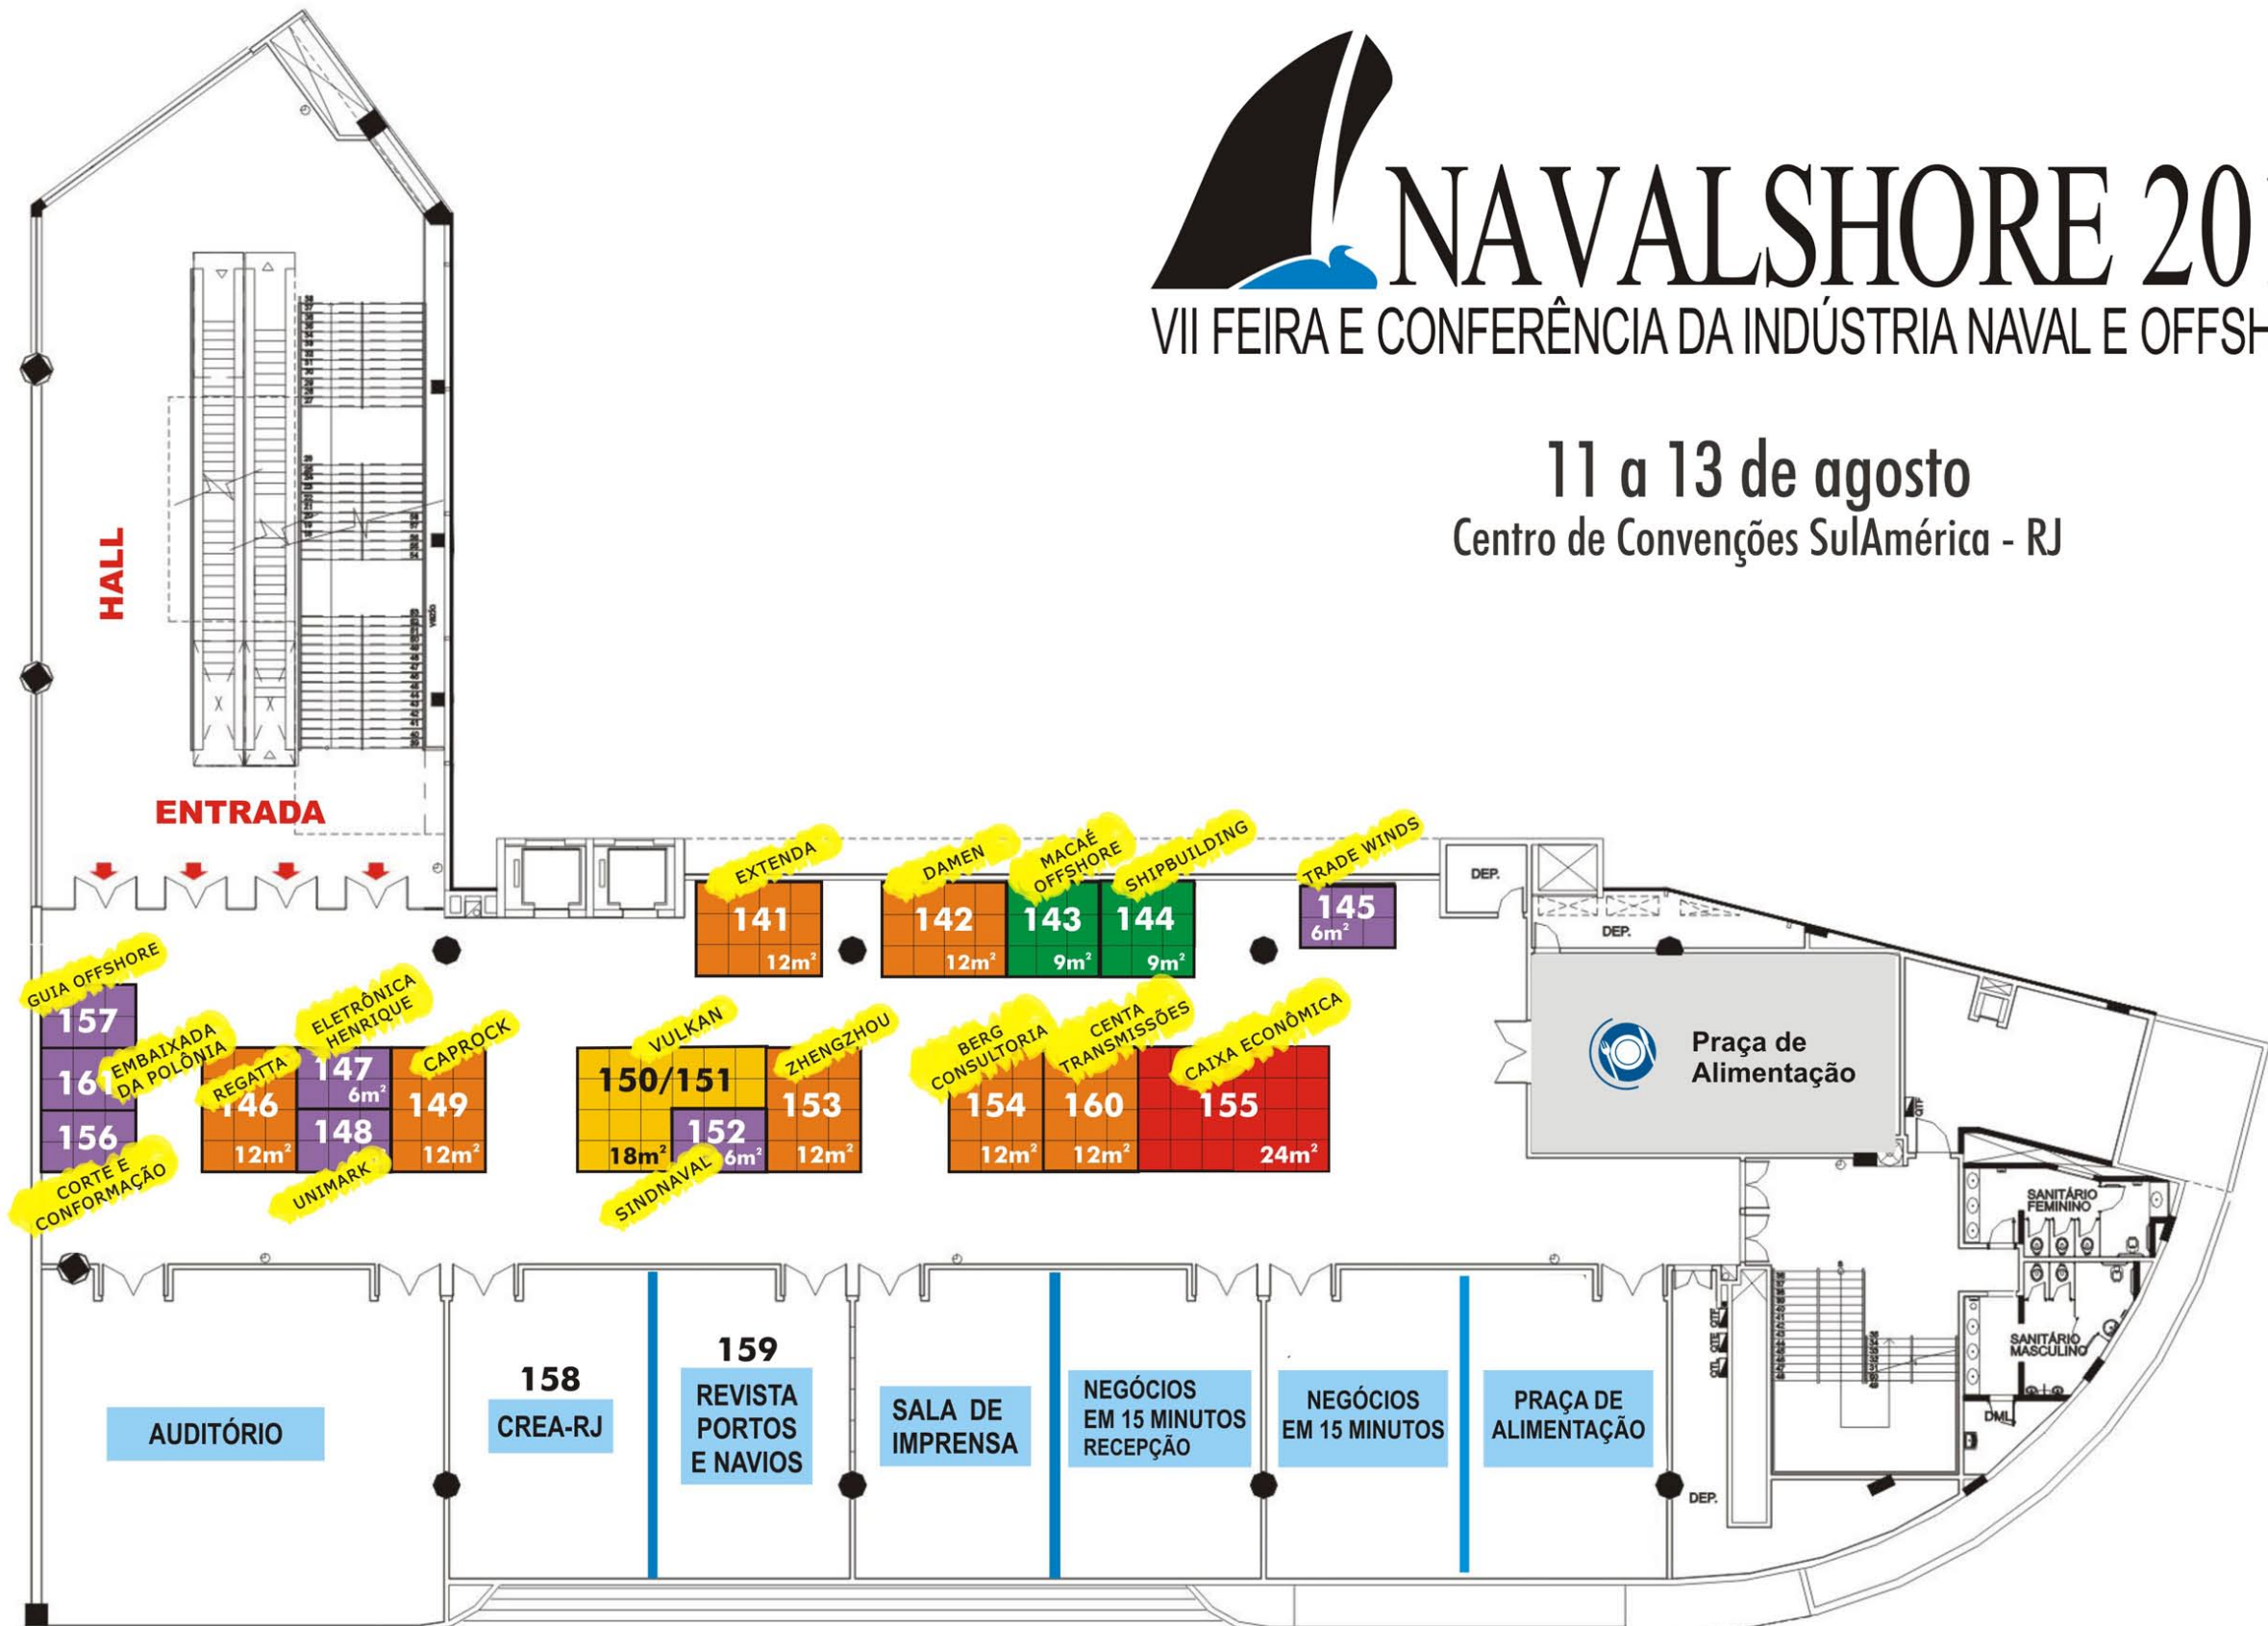 NAVALSHORE 20
VII FEIRA E CONFERÊNCIA DA INDÚSTRIA NAVAL E OFFSH
11 a 13 de agosto
Centro de Convenções SulAmérica - RJ
HALL
vazio
ENTRADA
EXTENDA
141
12m²
DAMEN
142
12m²
MACAÉ
OFFSHORE
143
9m²
SHIPBUILDING
144
9m²
TRADE WINDS
145
6m²
DEP.
DEP.
GUIA OFFSHORE
157
EMBAIXADA
DA POLÔNIA
161
156
CORTE E
CONFORMAÇÃO
REGATTA
146
12m²
ELETRÔNICA
HENRIQUE
147
6m²
148
UNIMARK
CAPROCK
149
12m²
VULKAN
150/151
18m²
152
6m²
SINDNAVAL
ZHENGZHOU
153
12m²
BERG
CONSULTORIA
154
12m²
CENTA
TRANSMISSÕES
160
12m²
CAIXA ECONÔMICA
155
24m²
Praça de
Alimentação
QTF
SANITÁRIO
FEMININO
SANITÁRIO
MASCULINO
DML
QTF
QTE
QTL
DEP.
AUDITÓRIO
158
CREA-RJ
159
REVISTA
PORTOS
E NAVIOS
SALA DE
IMPRENSA
NEGÓCIOS
EM 15 MINUTOS
RECEPÇÃO
NEGÓCIOS
EM 15 MINUTOS
PRAÇA DE
ALIMENTAÇÃO